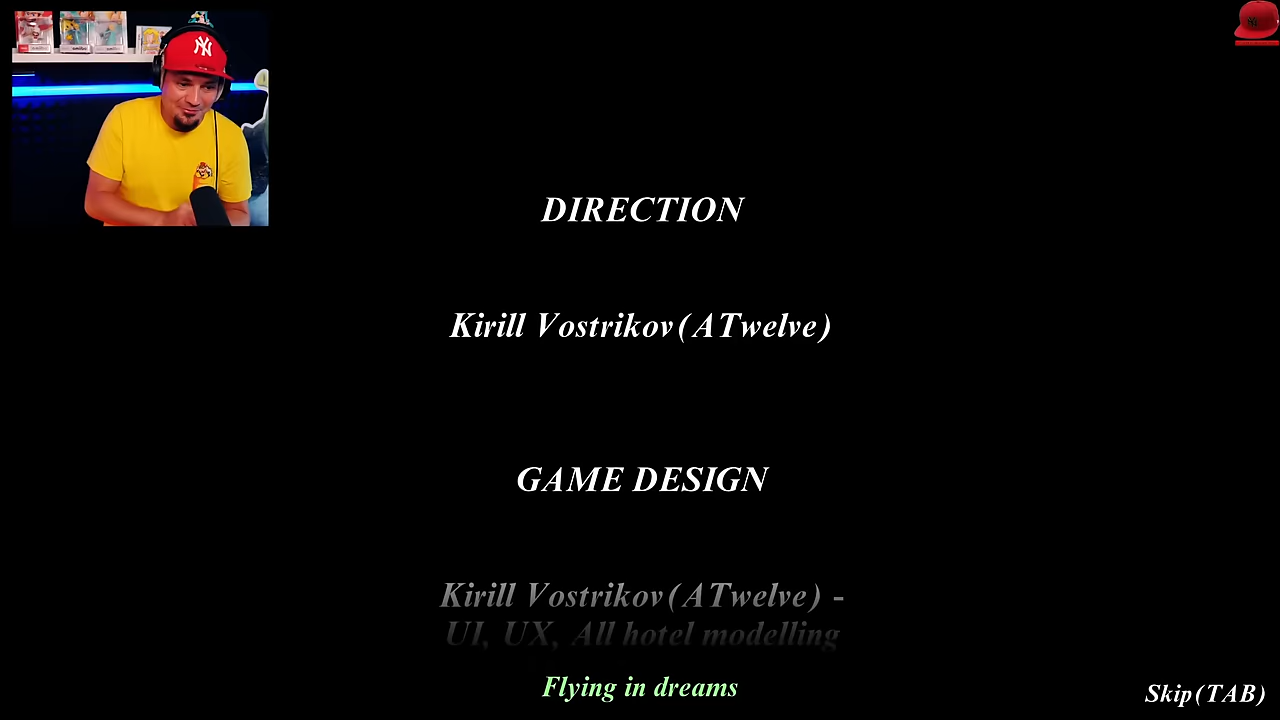 NY
DIRECTION
Kirill Vostrikov(ATwelve)
GAME DESIGN
Kirill Vostrikov(ATwelve) -
UI, UX, All hotel modelling
Flying in dreams
Skip(TAB)